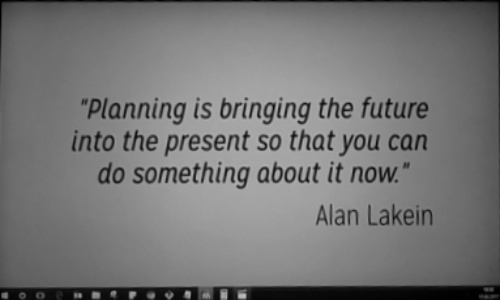 "Planning is bringing the future
into the present so that you can
do something about it now."
Alan Lakein